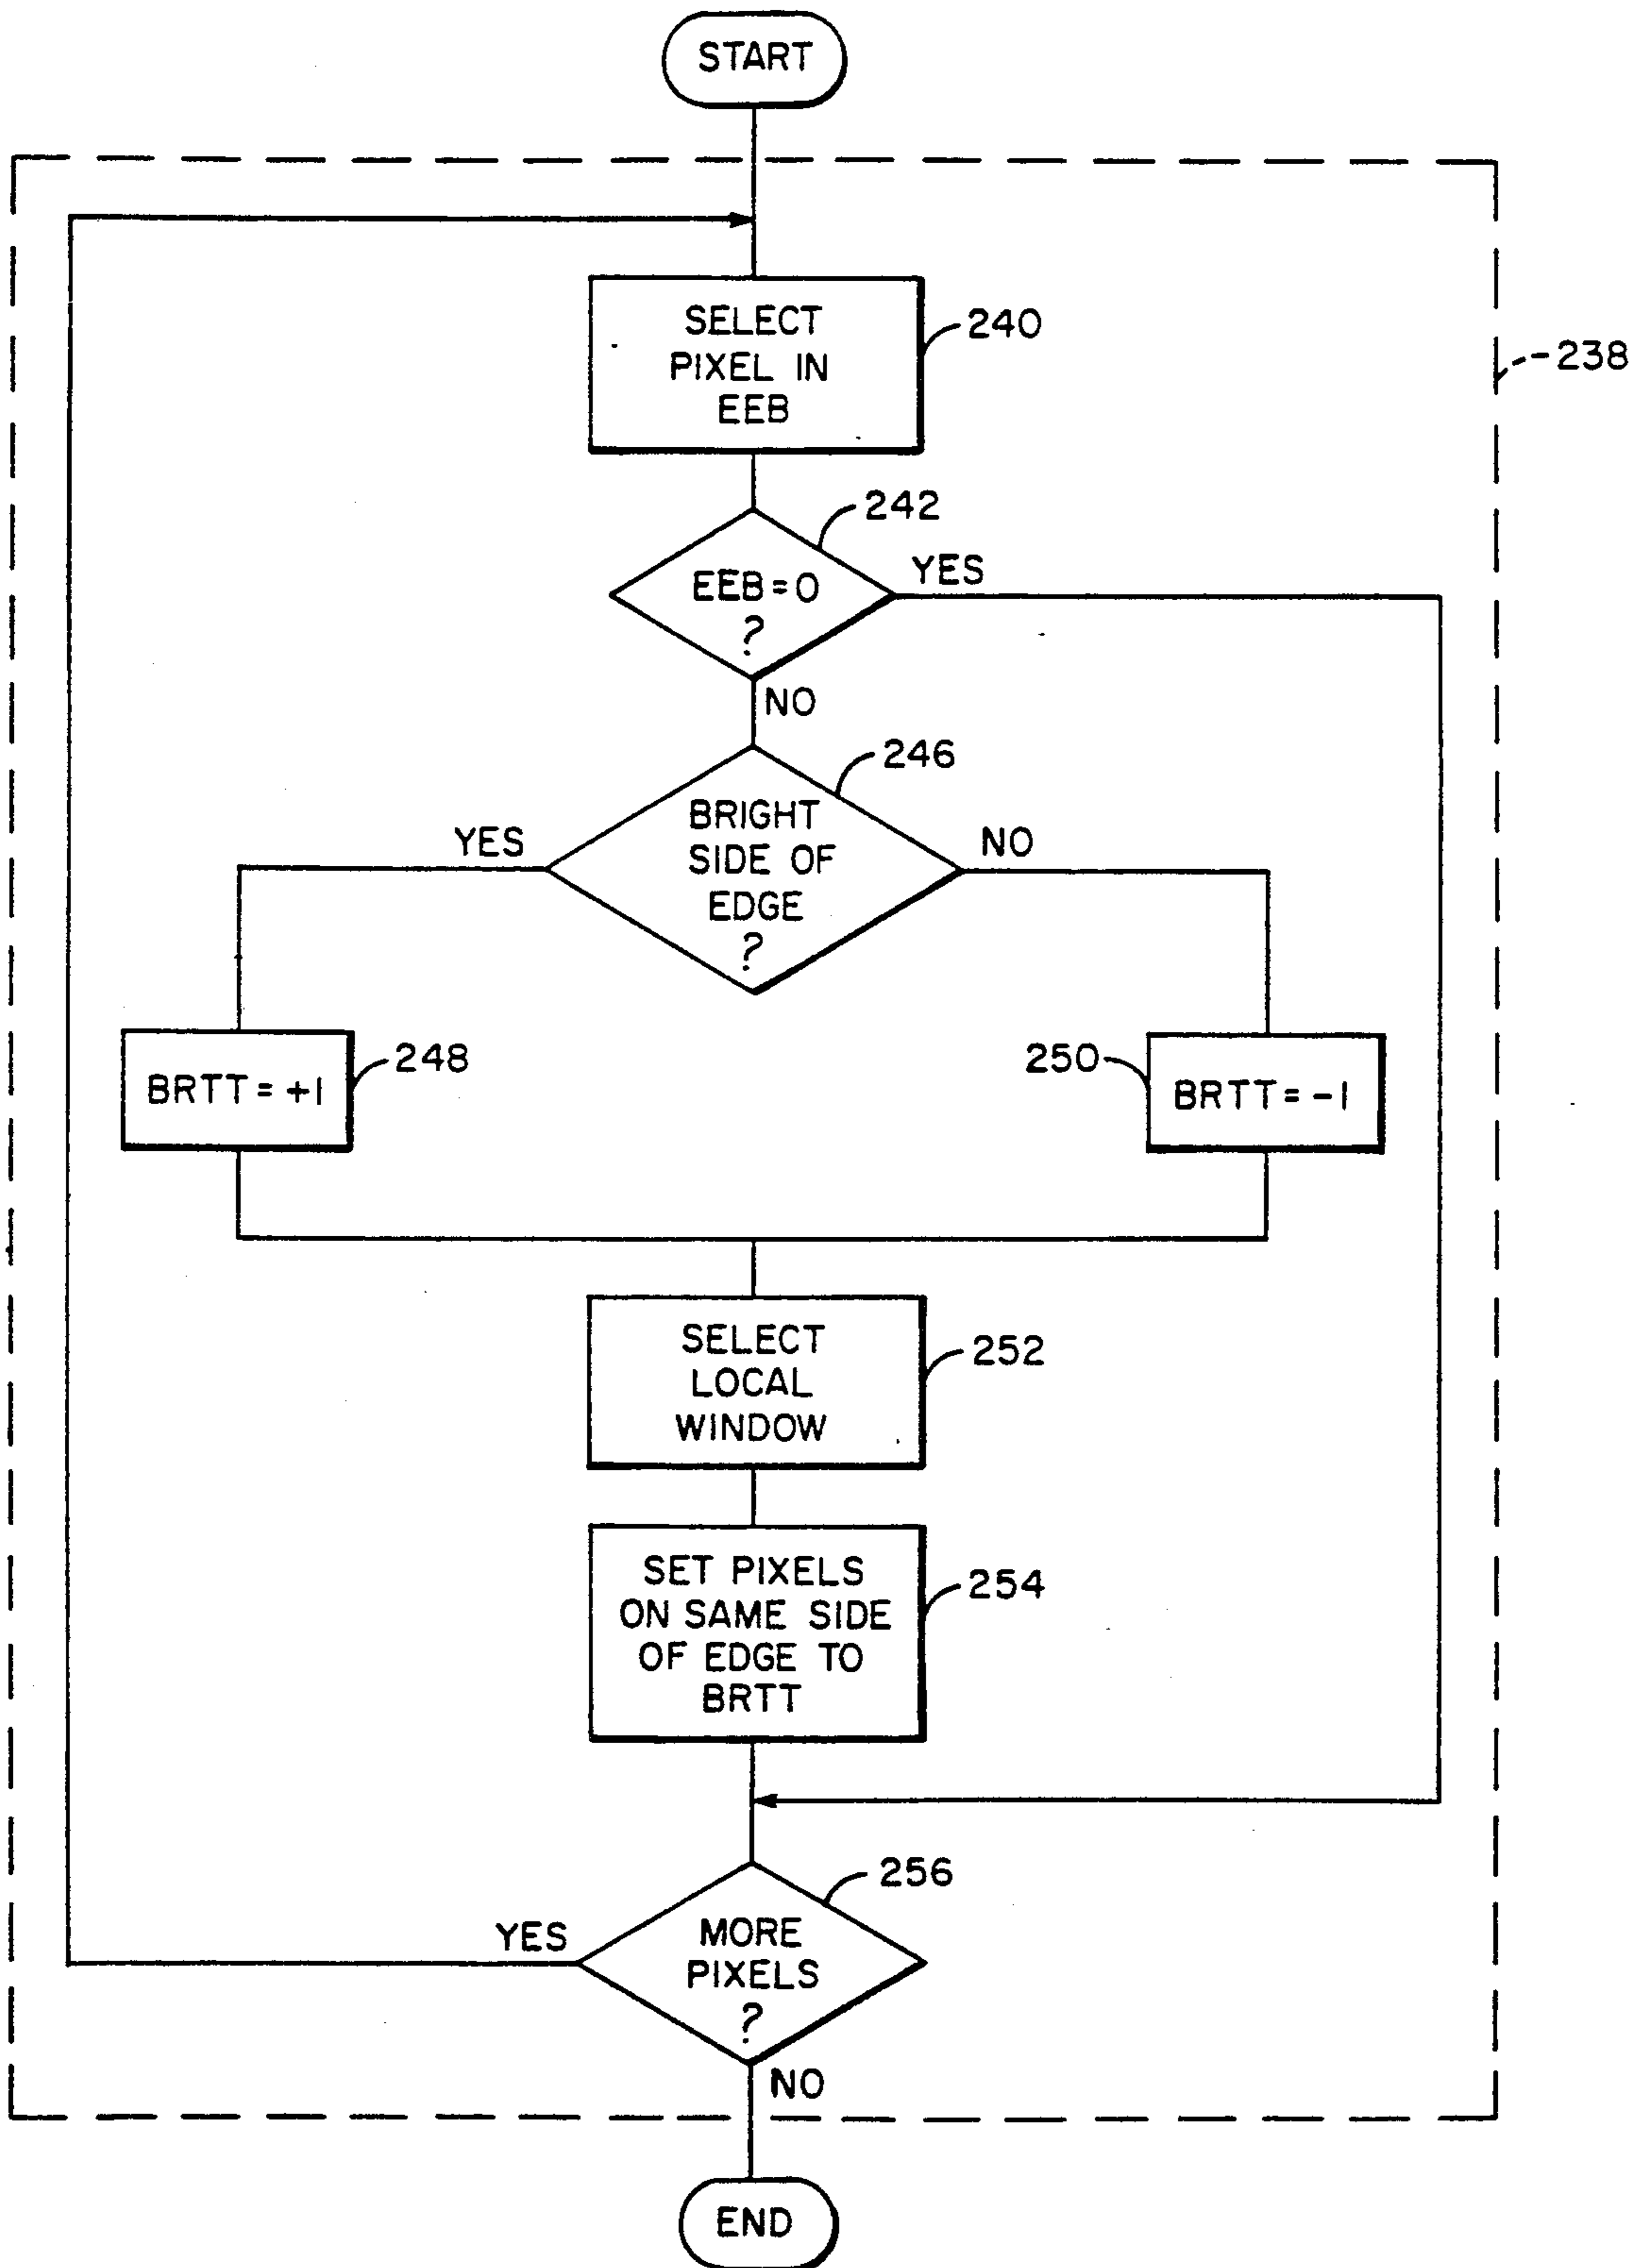 START
SELECT
PIXEL IN
EEB
240
238
242
EEB = 0
?
YES
NO
246
BRIGHT
SIDE OF
EDGE
?
YES
NO
BRTT = +1
248
250
BRTT = -1
SELECT
LOCAL
WINDOW
252
SET PIXELS
ON SAME SIDE
OF EDGE TO
BRTT
254
256
MORE
PIXELS
?
YES
NO
END